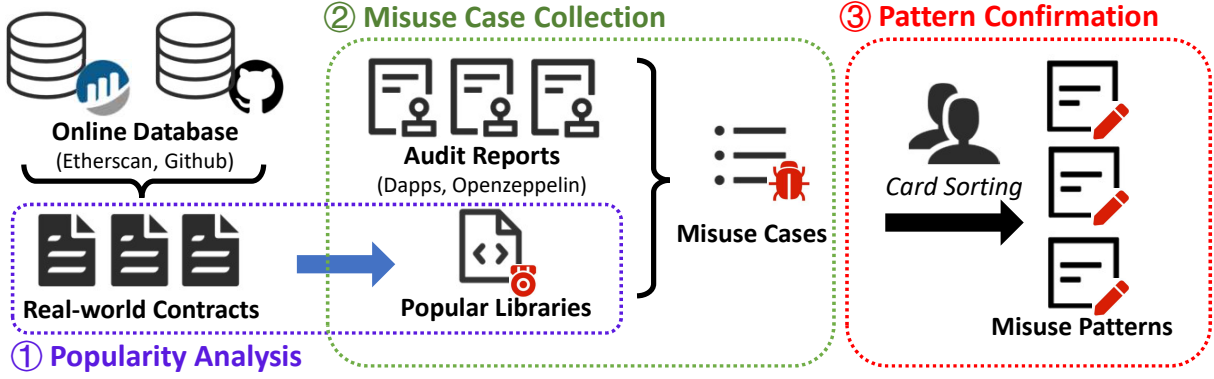 ② Misuse Case Collection
③ Pattern Confirmation
Online Database
(Etherscan, Github)
Audit Reports
(Dapps, Openzeppelin)
Card Sorting
Misuse Cases
Real-world Contracts
Popular Libraries
Misuse Patterns
① Popularity Analysis